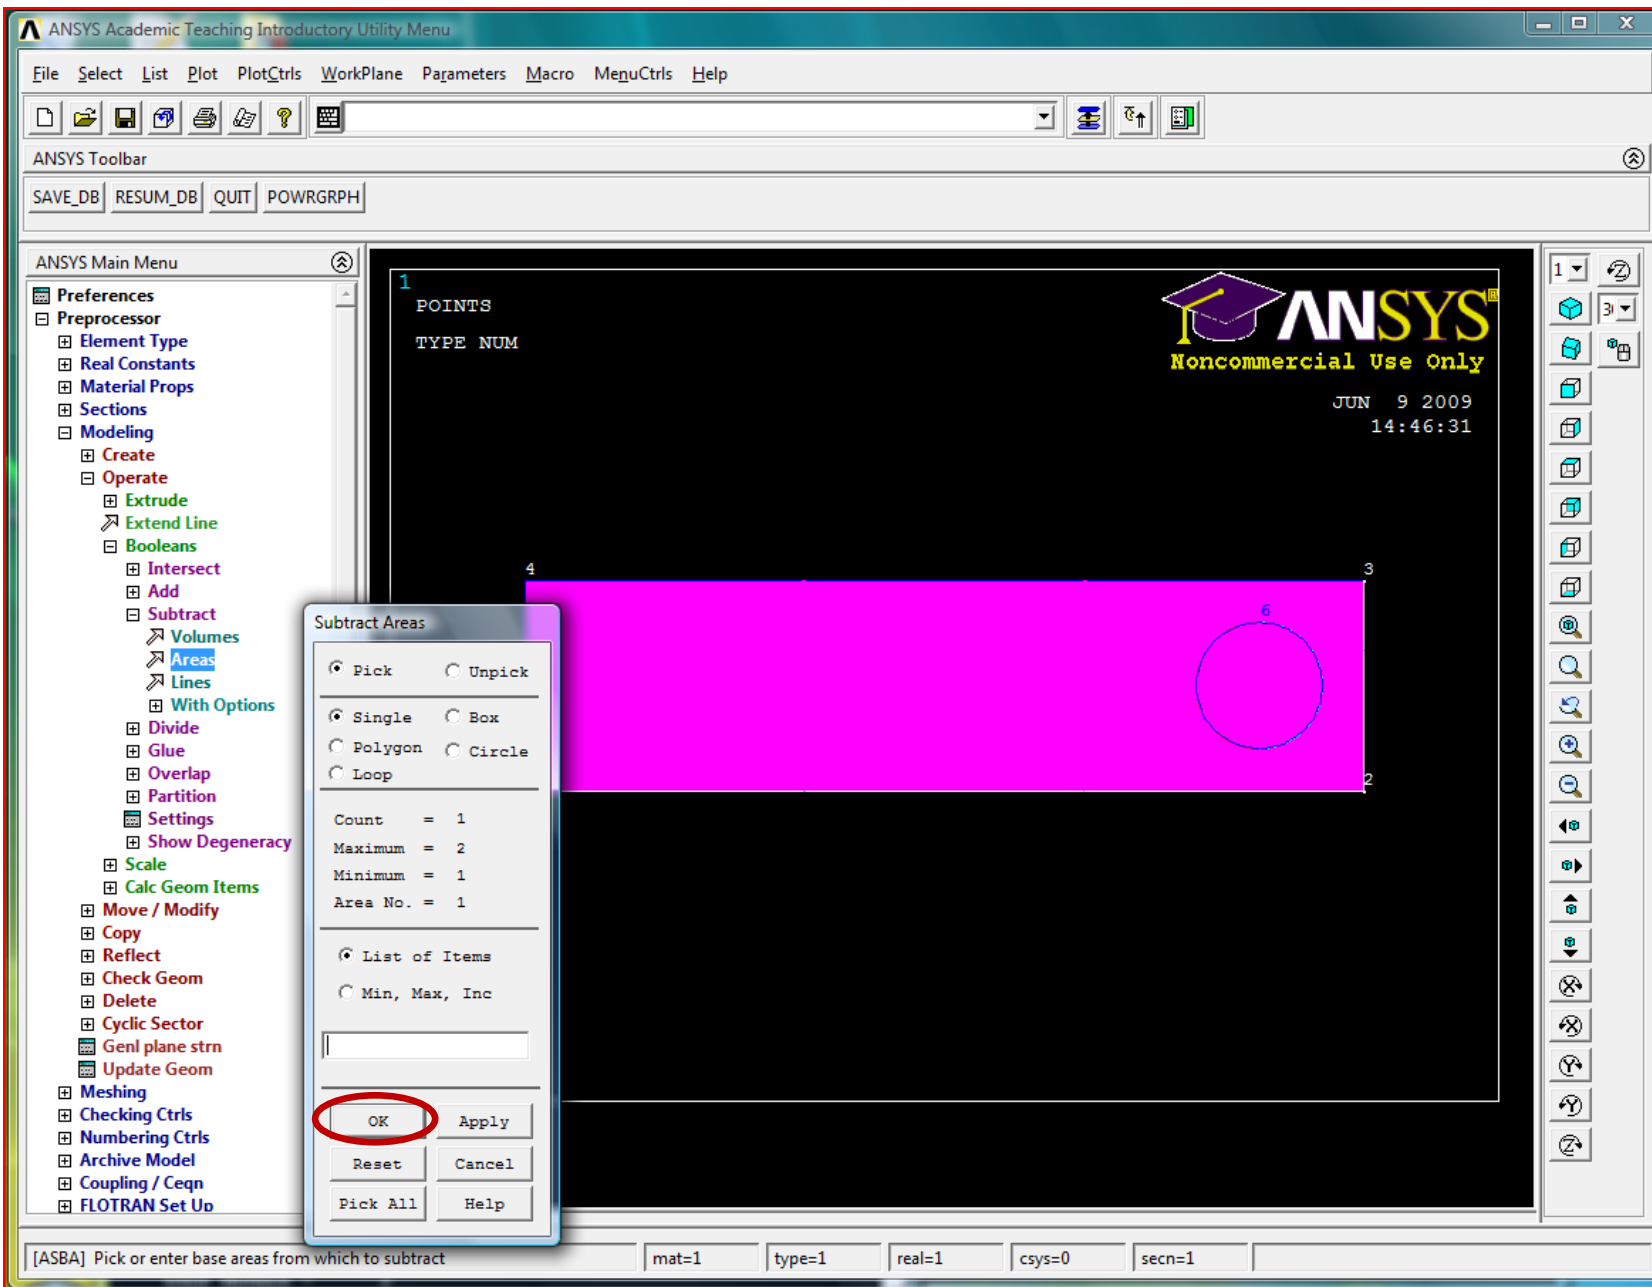 ANSYS Academic Teaching Introductory Utility Menu
File Select List Plot PlotCtrls WorkPlane Parameters Macro MenuCtrls Help
ANSYS Toolbar
SAVE_DB RESUM_DB QUIT POWRGRPH
ANSYS Main Menu
Preferences
Preprocessor
Element Type
Real Constants
Material Props
Sections
Modeling
Create
Operate
Extrude
Extend Line
Booleans
Intersect
Add
Subtract
Volumes
Areas
Lines
With Options
Divide
Glue
Overlap
Partition
Settings
Show Degeneracy
Scale
Calc Geom Items
Move / Modify
Copy
Reflect
Check Geom
Delete
Cyclic Sector
Genl plane strn
Update Geom
Meshing
Checking Ctrls
Numbering Ctrls
Archive Model
Coupling / Ceqn
FLOTRAN Set Up
Subtract Areas
Pick Unpick
Single Box
Polygon Circle
Loop
Count = 1
Maximum = 2
Minimum = 1
Area No. = 1
List of Items
Min, Max, Inc
OK Apply
Reset Cancel
Pick All Help
1
POINTS
TYPE NUM
ANSYS
Noncommercial Use Only
JUN 9 2009
14:46:31
4 3
6
2
1
[ASBA] Pick or enter base areas from which to subtract
mat=1 type=1 real=1 csys=0 secn=1